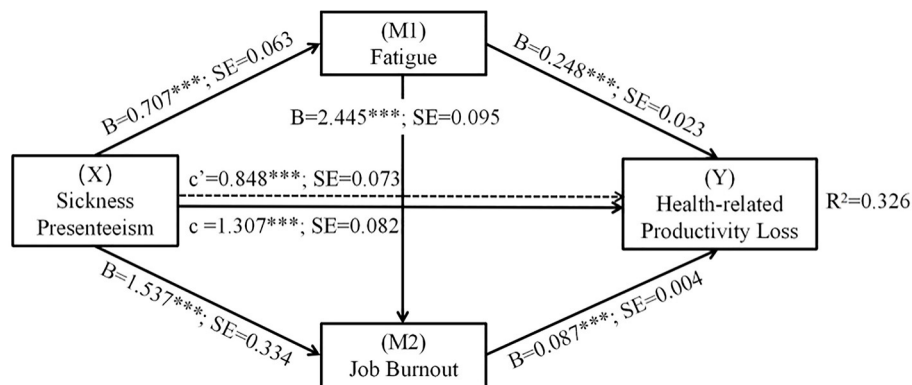 (M1)
Fatigue
B=0.707***; SE=0.063
B=0.248***; SE=0.023
B=2.445***; SE=0.095
(X)
Sickness
Presenteeism
c’=0.848***; SE=0.073
c =1.307***; SE=0.082
(Y)
Health-related
Productivity Loss
R²=0.326
B=1.537***; SE=0.334
B=0.087***; SE=0.004
(M2)
Job Burnout